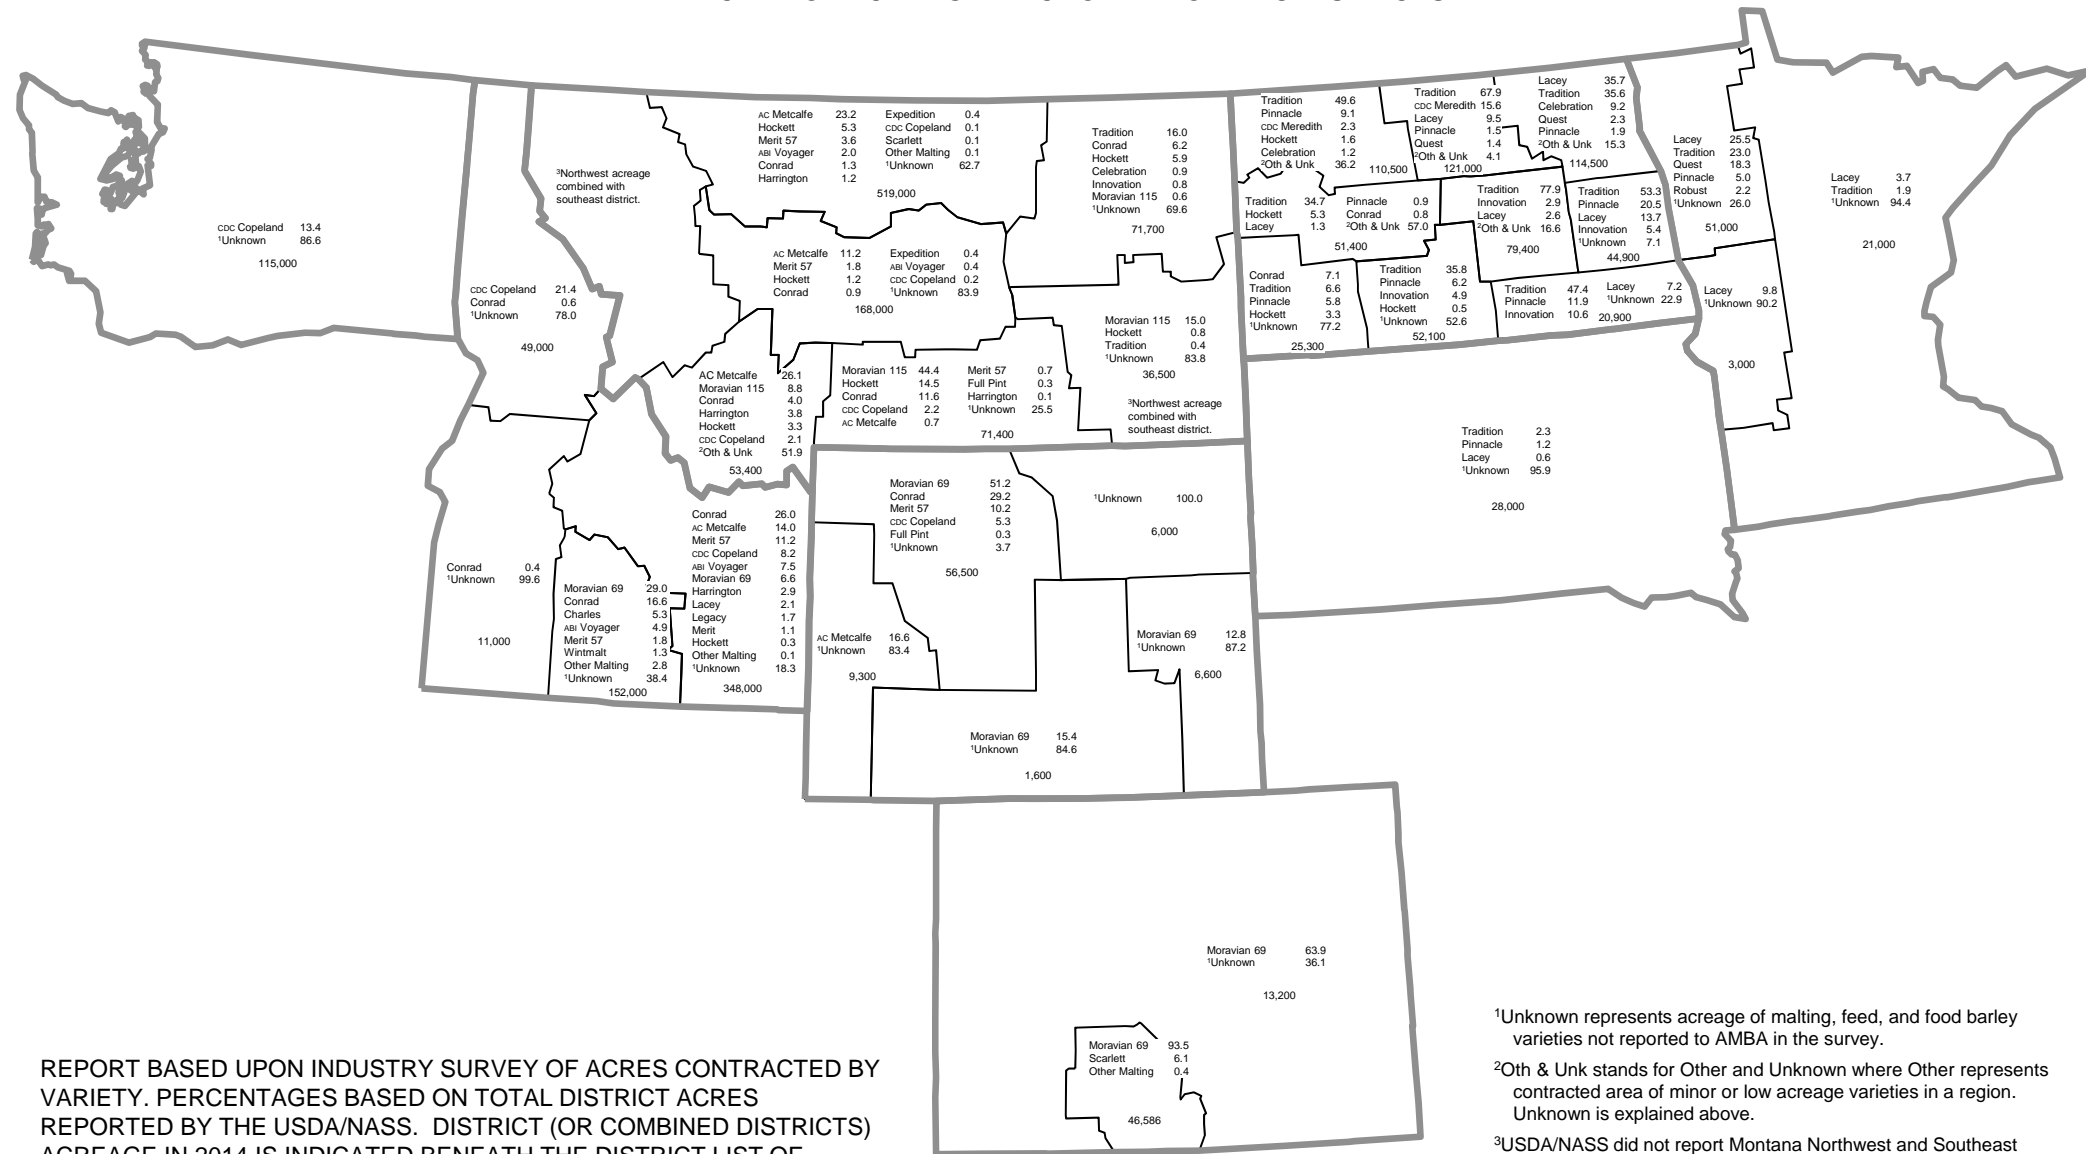 ³Northwest acreage
combined with
southeast district.
CDC Copeland 13.4
¹Unknown 86.6
115,000
CDC Copeland 21.4
Conrad 0.6
¹Unknown 78.0
49,000
AC Metcalfe 23.2 Expedition 0.4
Hockett 5.3 CDC Copeland 0.1
Merit 57 3.6 Scarlett 0.1
ABI Voyager 2.0 Other Malting 0.1
Conrad 1.3 ¹Unknown 62.7
Harrington 1.2
519,000
AC Metcalfe 11.2 Expedition 0.4
Merit 57 1.8 ABI Voyager 0.4
Hockett 1.2 CDC Copeland 0.2
Conrad 0.9 ¹Unknown 83.9
168,000
Tradition 16.0
Conrad 6.2
Hockett 5.9
Celebration 0.9
Innovation 0.8
Moravian 115 0.6
¹Unknown 69.6
71,700
Moravian 115 15.0
Hockett 0.8
Tradition 0.4
¹Unknown 83.8
36,500
³Northwest acreage
combined with
southeast district.
AC Metcalfe 26.1
Moravian 115 8.8
Conrad 4.0
Harrington 3.8
Hockett 3.3
CDC Copeland 2.1
²Oth & Unk 51.9
53,400
Moravian 115 44.4 Merit 57 0.7
Hockett 14.5 Full Pint 0.3
Conrad 11.6 Harrington 0.1
CDC Copeland 2.2 ¹Unknown 25.5
AC Metcalfe 0.7
71,400
Tradition 49.6
Pinnacle 9.1
CDC Meredith 2.3
Hockett 1.6
Celebration 1.2
²Oth & Unk 36.2
110,500
Tradition 67.9
CDC Meredith 15.6
Lacey 9.5
Pinnacle 1.5
Quest 1.4
²Oth & Unk 4.1
121,000
Lacey 35.7
Tradition 35.6
Celebration 9.2
Quest 2.3
Pinnacle 1.9
²Oth & Unk 15.3
114,500
Lacey 25.5
Tradition 23.0
Quest 18.3
Pinnacle 5.0
Robust 2.2
¹Unknown 26.0
51,000
Lacey 3.7
Tradition 1.9
¹Unknown 94.4
21,000
Tradition 34.7 Pinnacle 0.9
Hockett 5.3 Conrad 0.8
Lacey 1.3 ²Oth & Unk 57.0
51,400
Tradition 77.9
Innovation 2.9
Lacey 2.6
²Oth & Unk 16.6
79,400
Tradition 53.3
Pinnacle 20.5
Lacey 13.7
Innovation 5.4
¹Unknown 7.1
44,900
Conrad 7.1
Tradition 6.6
Pinnacle 5.8
Hockett 3.3
¹Unknown 77.2
25,300
Tradition 35.8
Pinnacle 6.2
Innovation 4.9
Hockett 0.5
¹Unknown 52.6
52,100
Tradition 47.4 Lacey 7.2
Pinnacle 11.9 ¹Unknown 22.9
Innovation 10.6 20,900
Lacey 9.8
¹Unknown 90.2
3,000
Tradition 2.3
Pinnacle 1.2
Lacey 0.6
¹Unknown 95.9
28,000
Conrad 0.4
¹Unknown 99.6
11,000
Moravian 69 29.0
Conrad 16.6
Charles 5.3
ABI Voyager 4.9
Merit 57 1.8
Wintmalt 1.3
Other Malting 2.8
¹Unknown 38.4
152,000
Conrad 26.0
AC Metcalfe 14.0
Merit 57 11.2
CDC Copeland 8.2
ABI Voyager 7.5
Moravian 69 6.6
Harrington 2.9
Lacey 2.1
Legacy 1.7
Merit 1.1
Hockett 0.3
Other Malting 0.1
¹Unknown 18.3
348,000
Moravian 69 51.2
Conrad 29.2
Merit 57 10.2
CDC Copeland 5.3
Full Pint 0.3
¹Unknown 3.7
56,500
¹Unknown 100.0
6,000
AC Metcalfe 16.6
¹Unknown 83.4
9,300
Moravian 69 12.8
¹Unknown 87.2
6,600
Moravian 69 15.4
¹Unknown 84.6
1,600
Moravian 69 63.9
¹Unknown 36.1
13,200
Moravian 69 93.5
Scarlett 6.1
Other Malting 0.4
46,586
REPORT BASED UPON INDUSTRY SURVEY OF ACRES CONTRACTED BY
VARIETY. PERCENTAGES BASED ON TOTAL DISTRICT ACRES
REPORTED BY THE USDA/NASS. DISTRICT (OR COMBINED DISTRICTS)
ACREAGE IN 2014 IS INDICATED BENEATH THE DISTRICT LIST OF
¹Unknown represents acreage of malting, feed, and food barley
varieties not reported to AMBA in the survey.
²Oth & Unk stands for Other and Unknown where Other represents
contracted area of minor or low acreage varieties in a region.
Unknown is explained above.
³USDA/NASS did not report Montana Northwest and Southeast